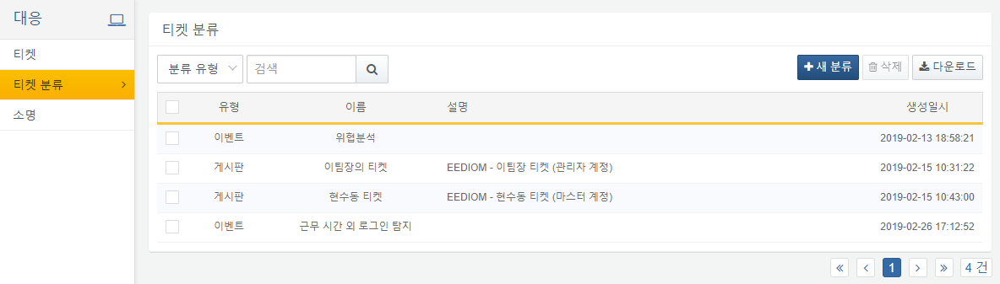 대응
티켓
티켓 분류
소명
티켓 분류
분류 유형 검색 새 분류 삭제 다운로드
유형 이름 설명 생성일시
이벤트 위협분석 2019-02-13 18:58:21
게시판 이팀장의 티켓 EEDIOM - 이팀장 티켓 (관리자 계정) 2019-02-15 10:31:22
게시판 현수동 티켓 EEDIOM - 현수동 티켓 (마스터 계정) 2019-02-15 10:43:00
이벤트 근무 시간 외 로그인 탐지 2019-02-26 17:12:52
« ‹ 1 › » 4 건